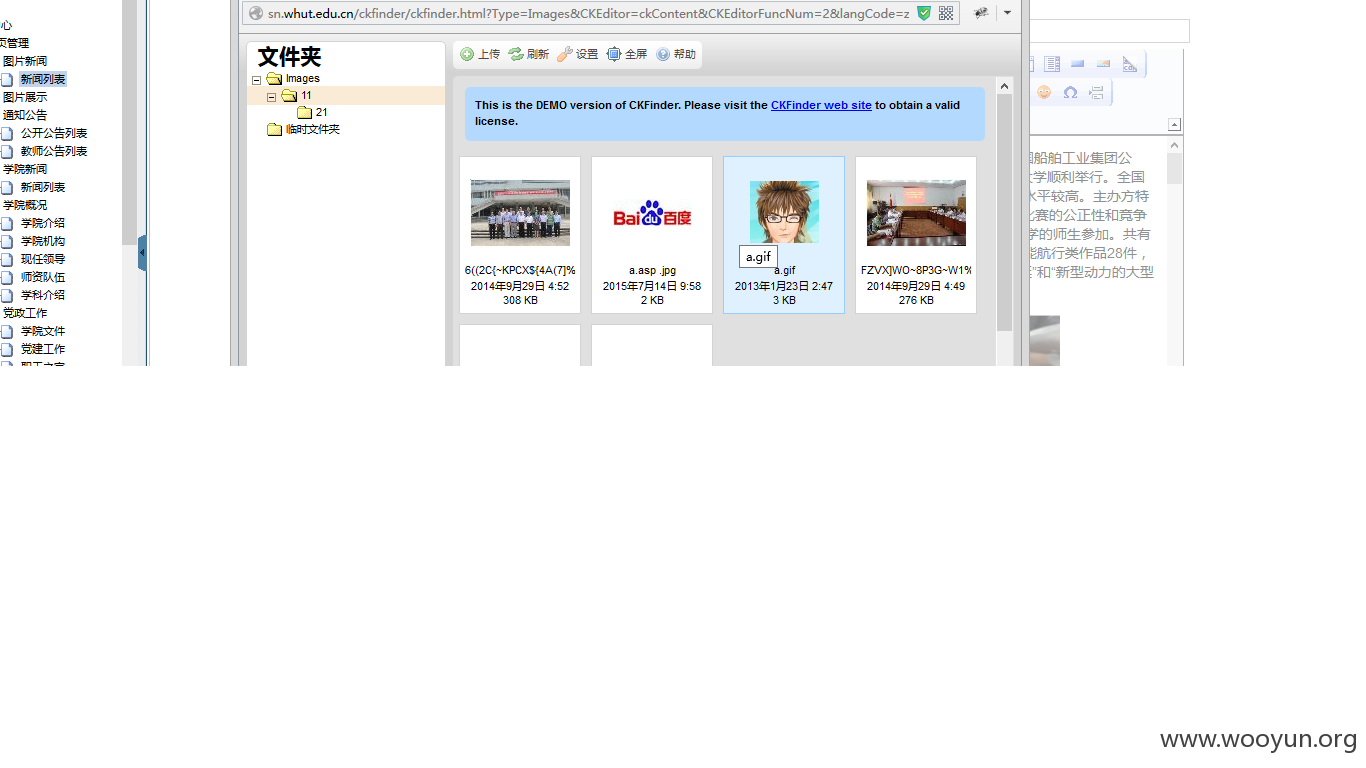 sn.whut.edu.cn/ckfinder/ckfinder.html?Type=Images&CKEditor=ckContent&CKEditorFuncNum=2&langCode=z
心
页管理
图片新闻
新闻列表
图片展示
通知公告
公开公告列表
教师公告列表
学院新闻
新闻列表
学院概况
学院介绍
学院机构
现任领导
师资队伍
学科介绍
党政工作
学院文件
党建工作
文件夹
Images
11
21
临时文件夹
上传 刷新 设置 全屏 帮助
This is the DEMO version of CKFinder. Please visit the CKFinder web site to obtain a valid
license.
6((2C{~KPCX${4A(7]%
2014年9月29日 4:52
308 KB
Bai du 百度
a.asp .jpg
2015年7月14日 9:58
2 KB
a.gif
a.gif
2013年1月23日 2:47
3 KB
FZVX]WO~8P3G~W1%
2014年9月29日 4:49
276 KB
船舶工业集团公
学顺利举行。全国
水平较高。主办方特
比赛的公正性和竞争
学的师生参加。共有
能航行类作品28件，
”和“新型动力的大型
www.wooyun.org